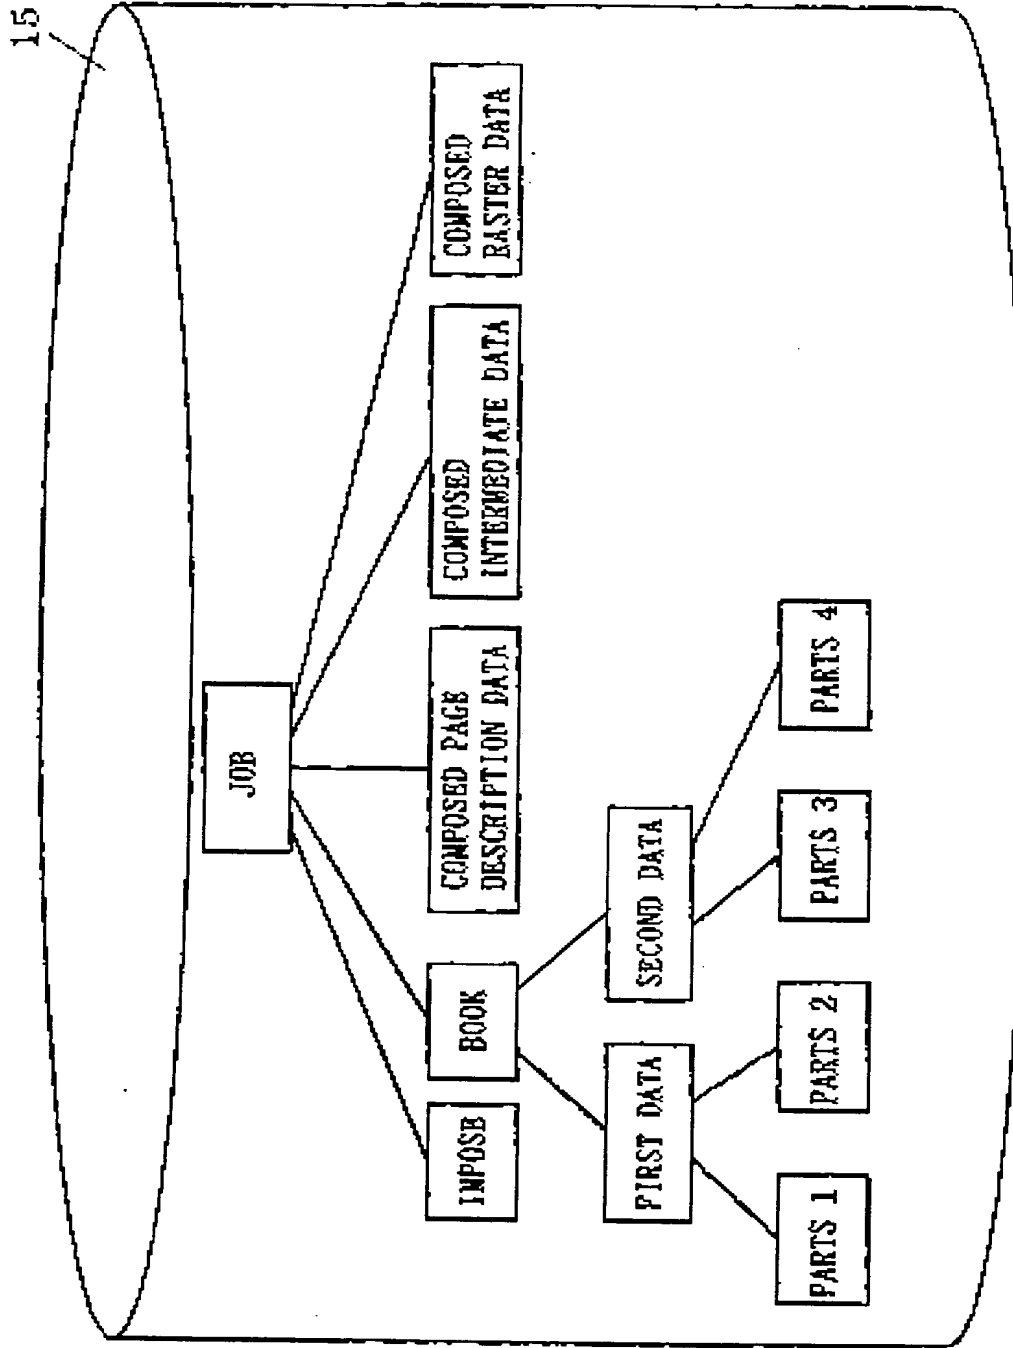 15
JOB
IMPOSE
BOOK
COMPOSED PAGE
DESCRIPTION DATA
COMPOSED
INTERMEDIATE DATA
COMPOSED
RASTER DATA
FIRST DATA
SECOND DATA
PARTS 1
PARTS 2
PARTS 3
PARTS 4